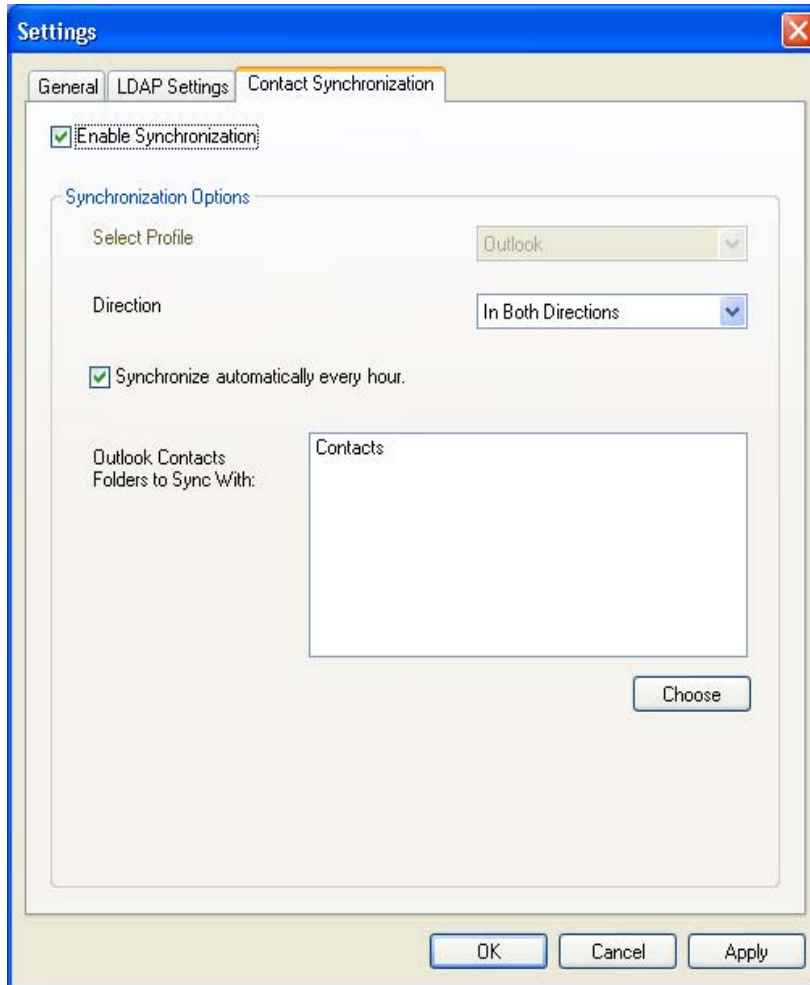 Settings
General LDAP Settings Contact Synchronization
Enable Synchronization
Synchronization Options
Select Profile Outlook
Direction In Both Directions
Synchronize automatically every hour.
Outlook Contacts
Folders to Sync With:
Contacts
Choose
OK Cancel Apply